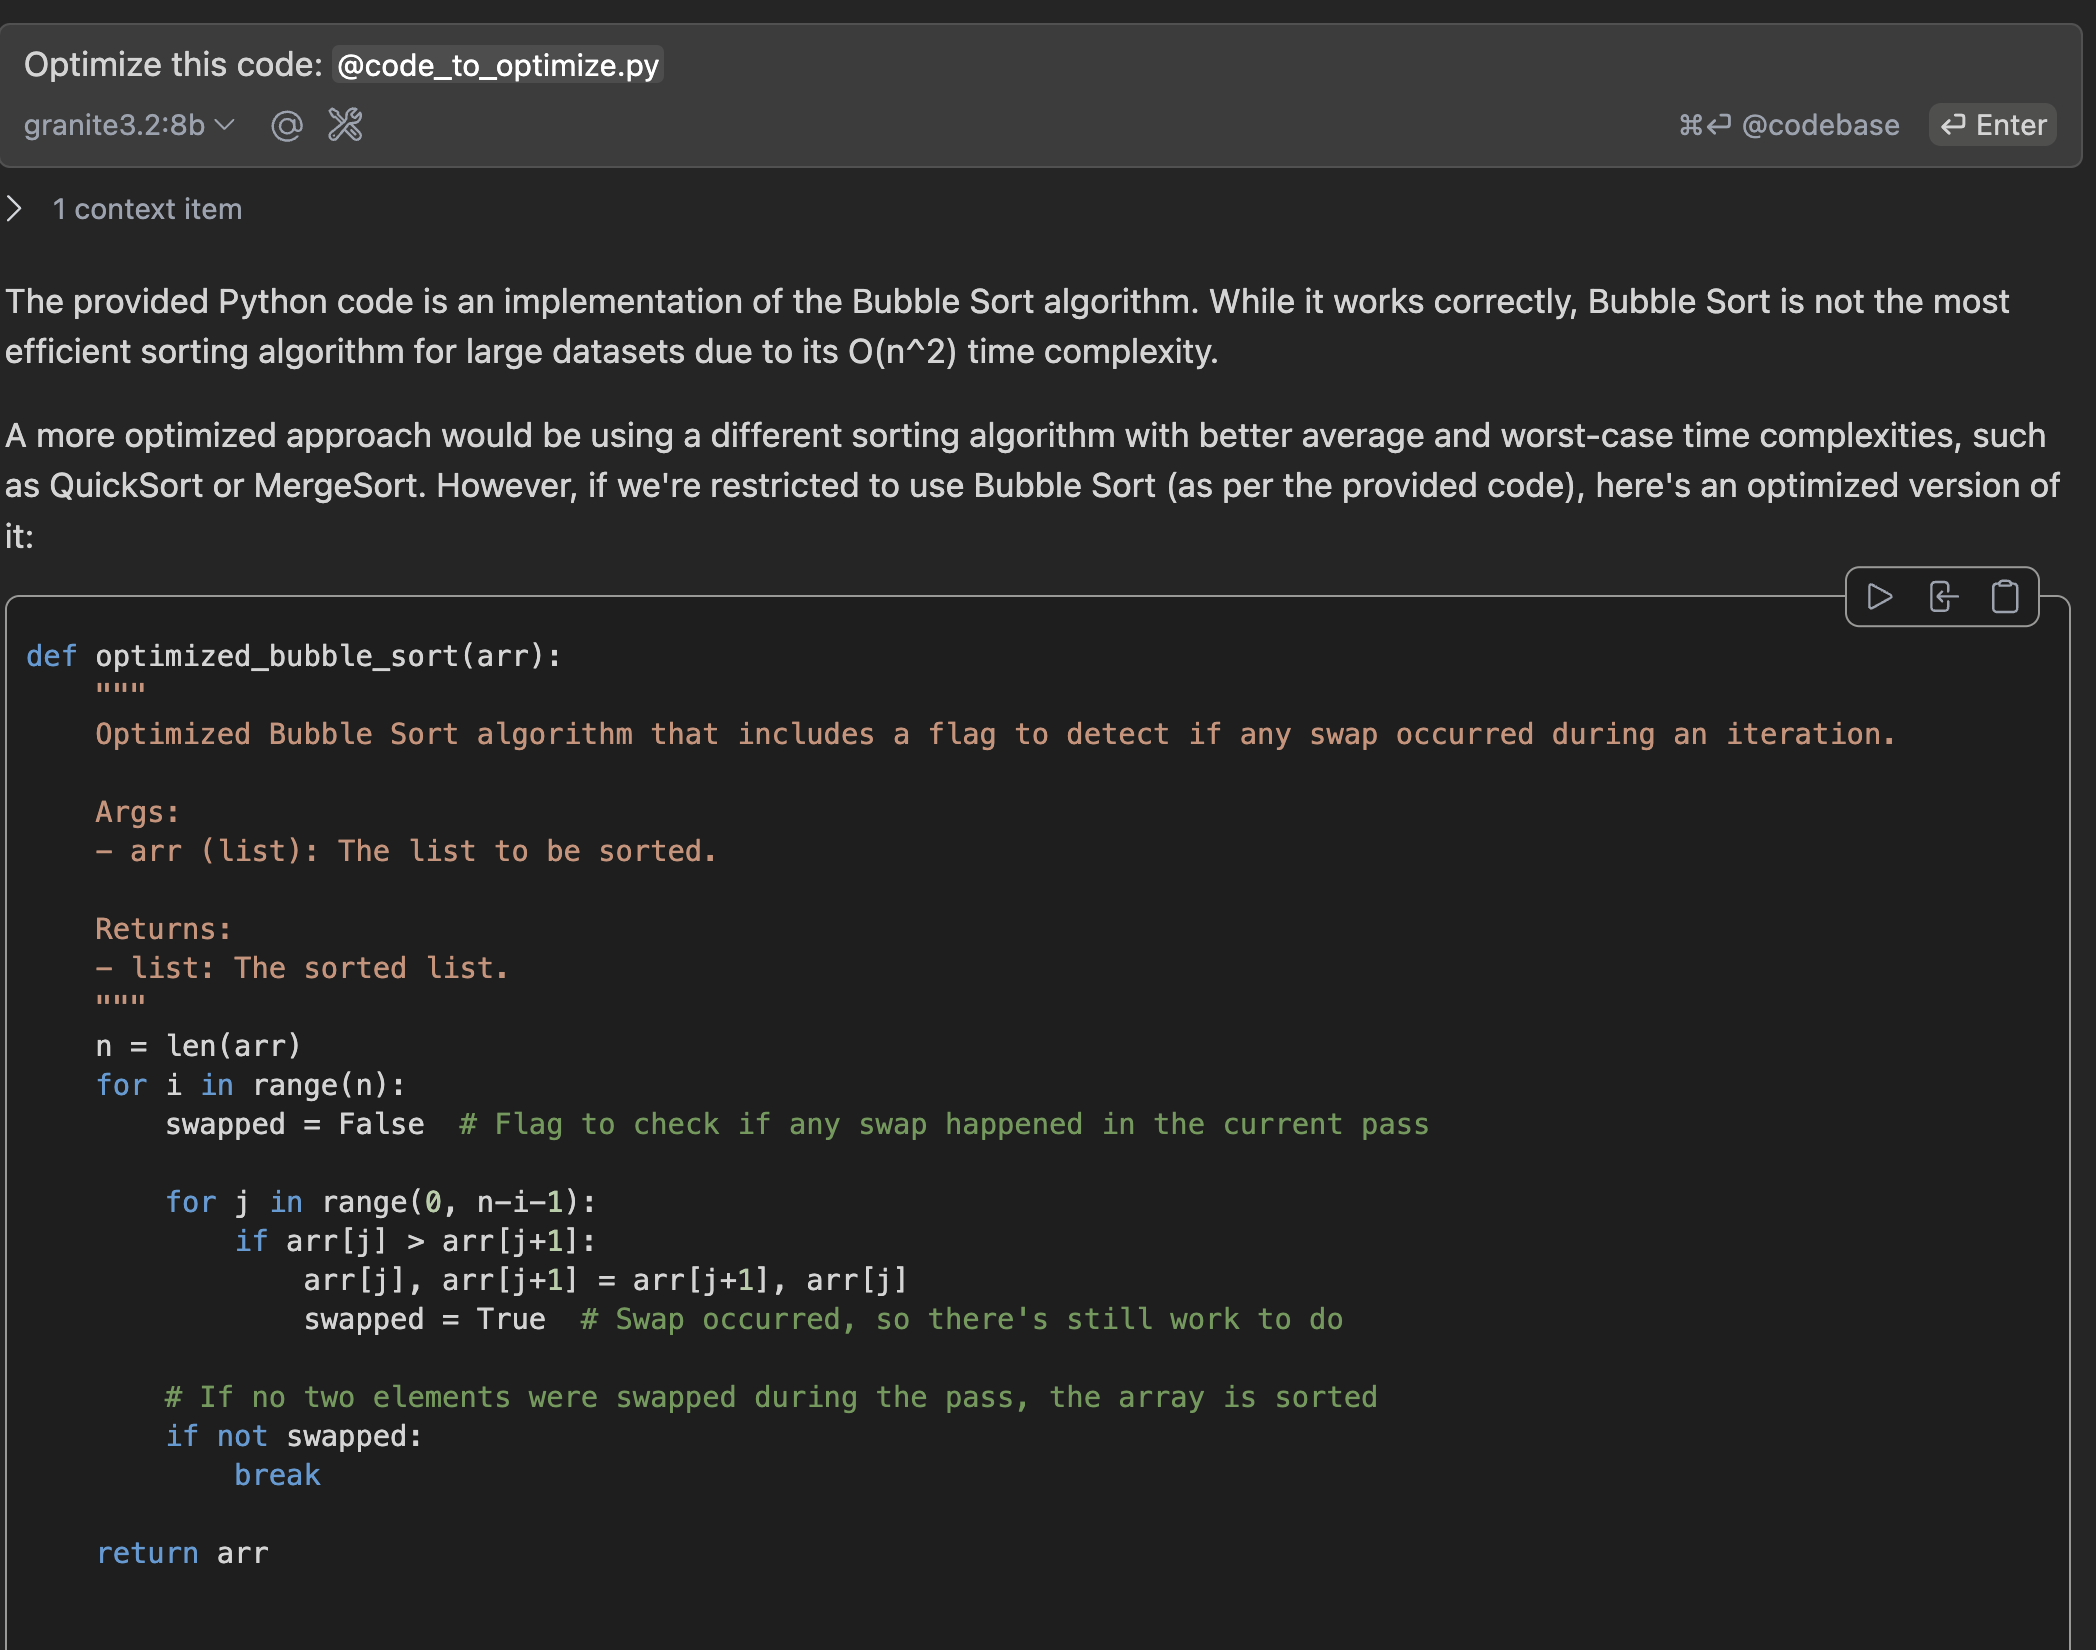 Optimize this code: @code_to_optimize.py
granite3.2:8b @ ⌘⏎ @codebase ⏎ Enter
1 context item
The provided Python code is an implementation of the Bubble Sort algorithm. While it works correctly, Bubble Sort is not the most
efficient sorting algorithm for large datasets due to its O(n^2) time complexity.
A more optimized approach would be using a different sorting algorithm with better average and worst-case time complexities, such
as QuickSort or MergeSort. However, if we're restricted to use Bubble Sort (as per the provided code), here's an optimized version of
it:
def optimized_bubble_sort(arr):
    """
    Optimized Bubble Sort algorithm that includes a flag to detect if any swap occurred during an iteration.
    Args:
    - arr (list): The list to be sorted.
    Returns:
    - list: The sorted list.
    """
    n = len(arr)
    for i in range(n):
        swapped = False  # Flag to check if any swap happened in the current pass
        for j in range(0, n-i-1):
            if arr[j] > arr[j+1]:
                arr[j], arr[j+1] = arr[j+1], arr[j]
                swapped = True  # Swap occurred, so there's still work to do
        # If no two elements were swapped during the pass, the array is sorted
        if not swapped:
            break
    return arr